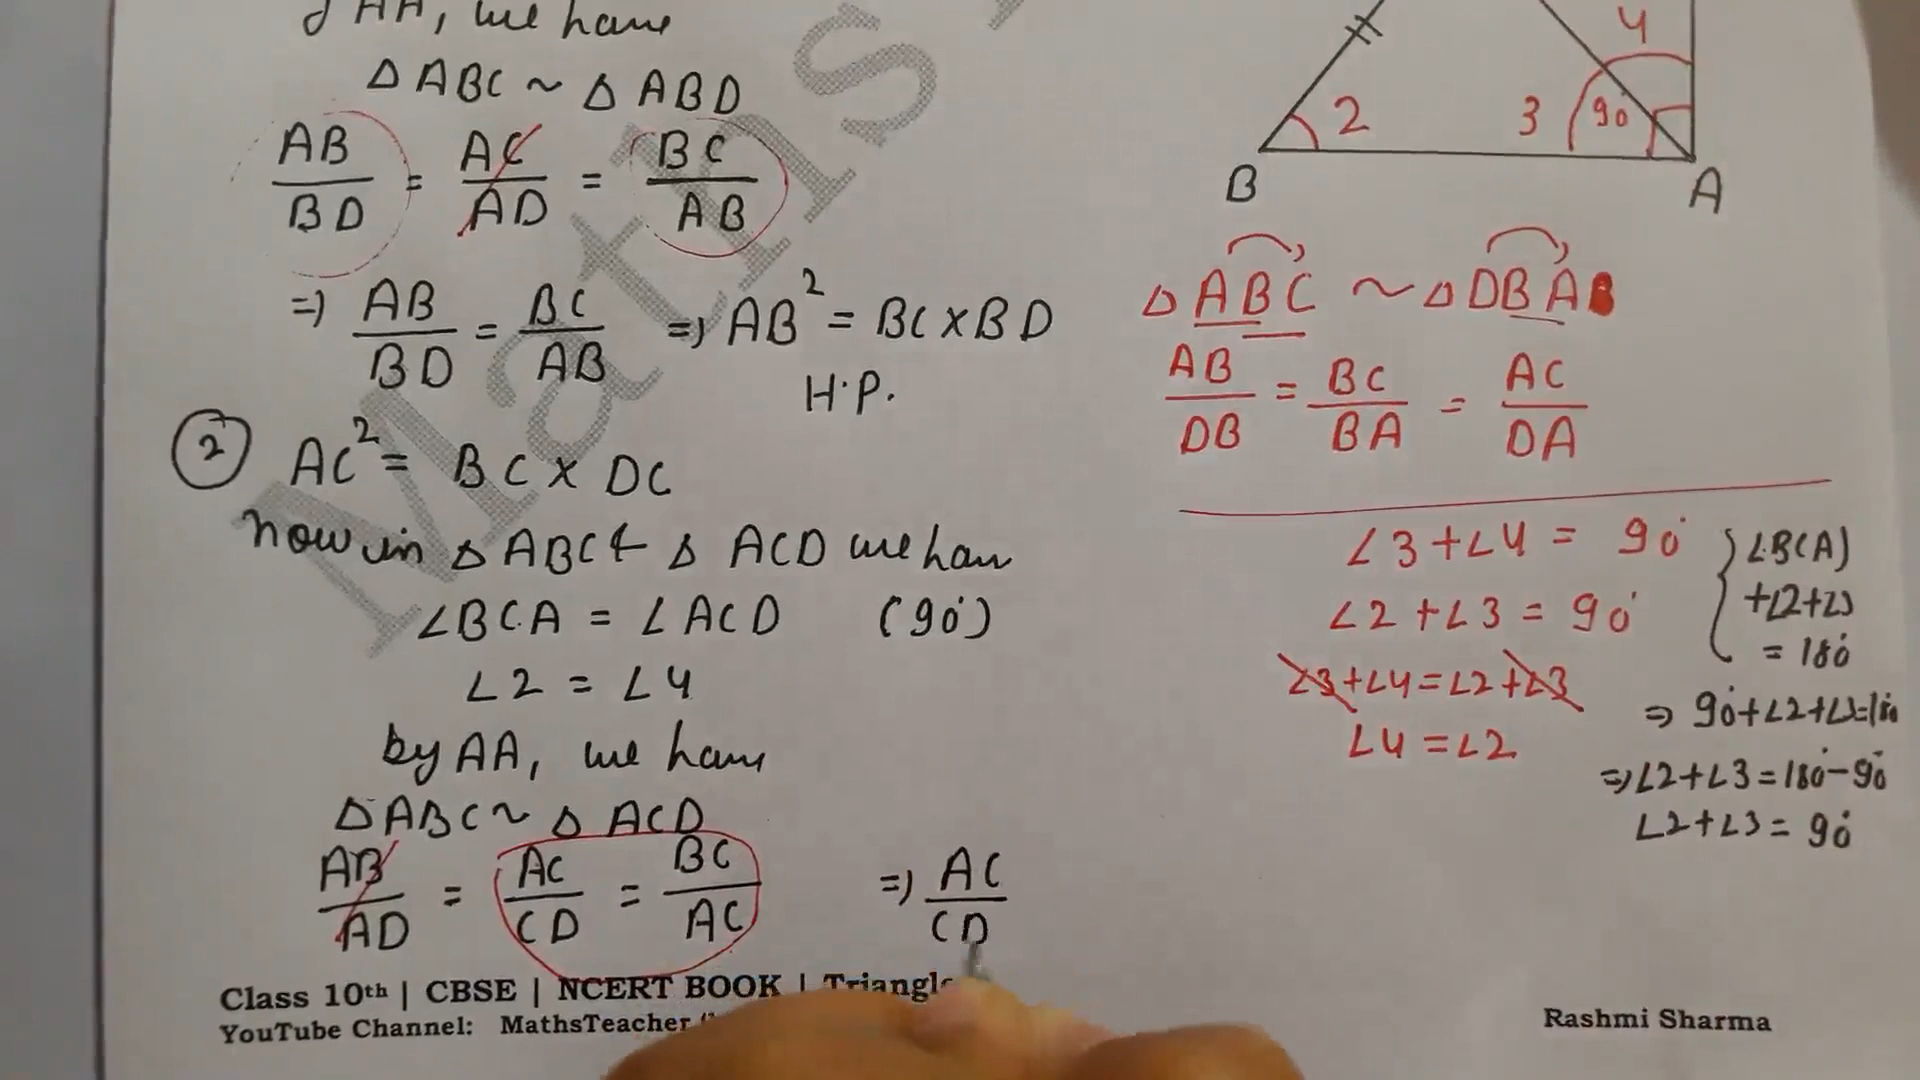 y AA, we have
Δ ABC ~ Δ ABD
AB/BD = AC/AD = BC/AB
=) AB/BD = BC/AB =) AB² = BC x BD
H.P.
② AC² = BC x DC
now in Δ ABC & Δ ACD we have
∠BCA = ∠ACD (90°)
∠2 = ∠4
by AA, we have
Δ ABC ~ Δ ACD
AB/AD = AC/CD = BC/AC =) AC/CD
4
2 3 90°
B A
Δ ABC ~ Δ DBA
AB/DB = BC/BA = AC/DA
∠3 + ∠4 = 90°
∠2 + ∠3 = 90°
∠3 + ∠4 = ∠2 + ∠3
∠4 = ∠2
∠BCA)
+∠2+∠3
= 180°
=> 90°+∠2+∠3=180
=) ∠2+∠3 = 180°-90°
∠2+∠3 = 90°
Maths
Class 10th | CBSE | NCERT BOOK | Triangle
YouTube Channel: MathsTeacher
Rashmi Sharma